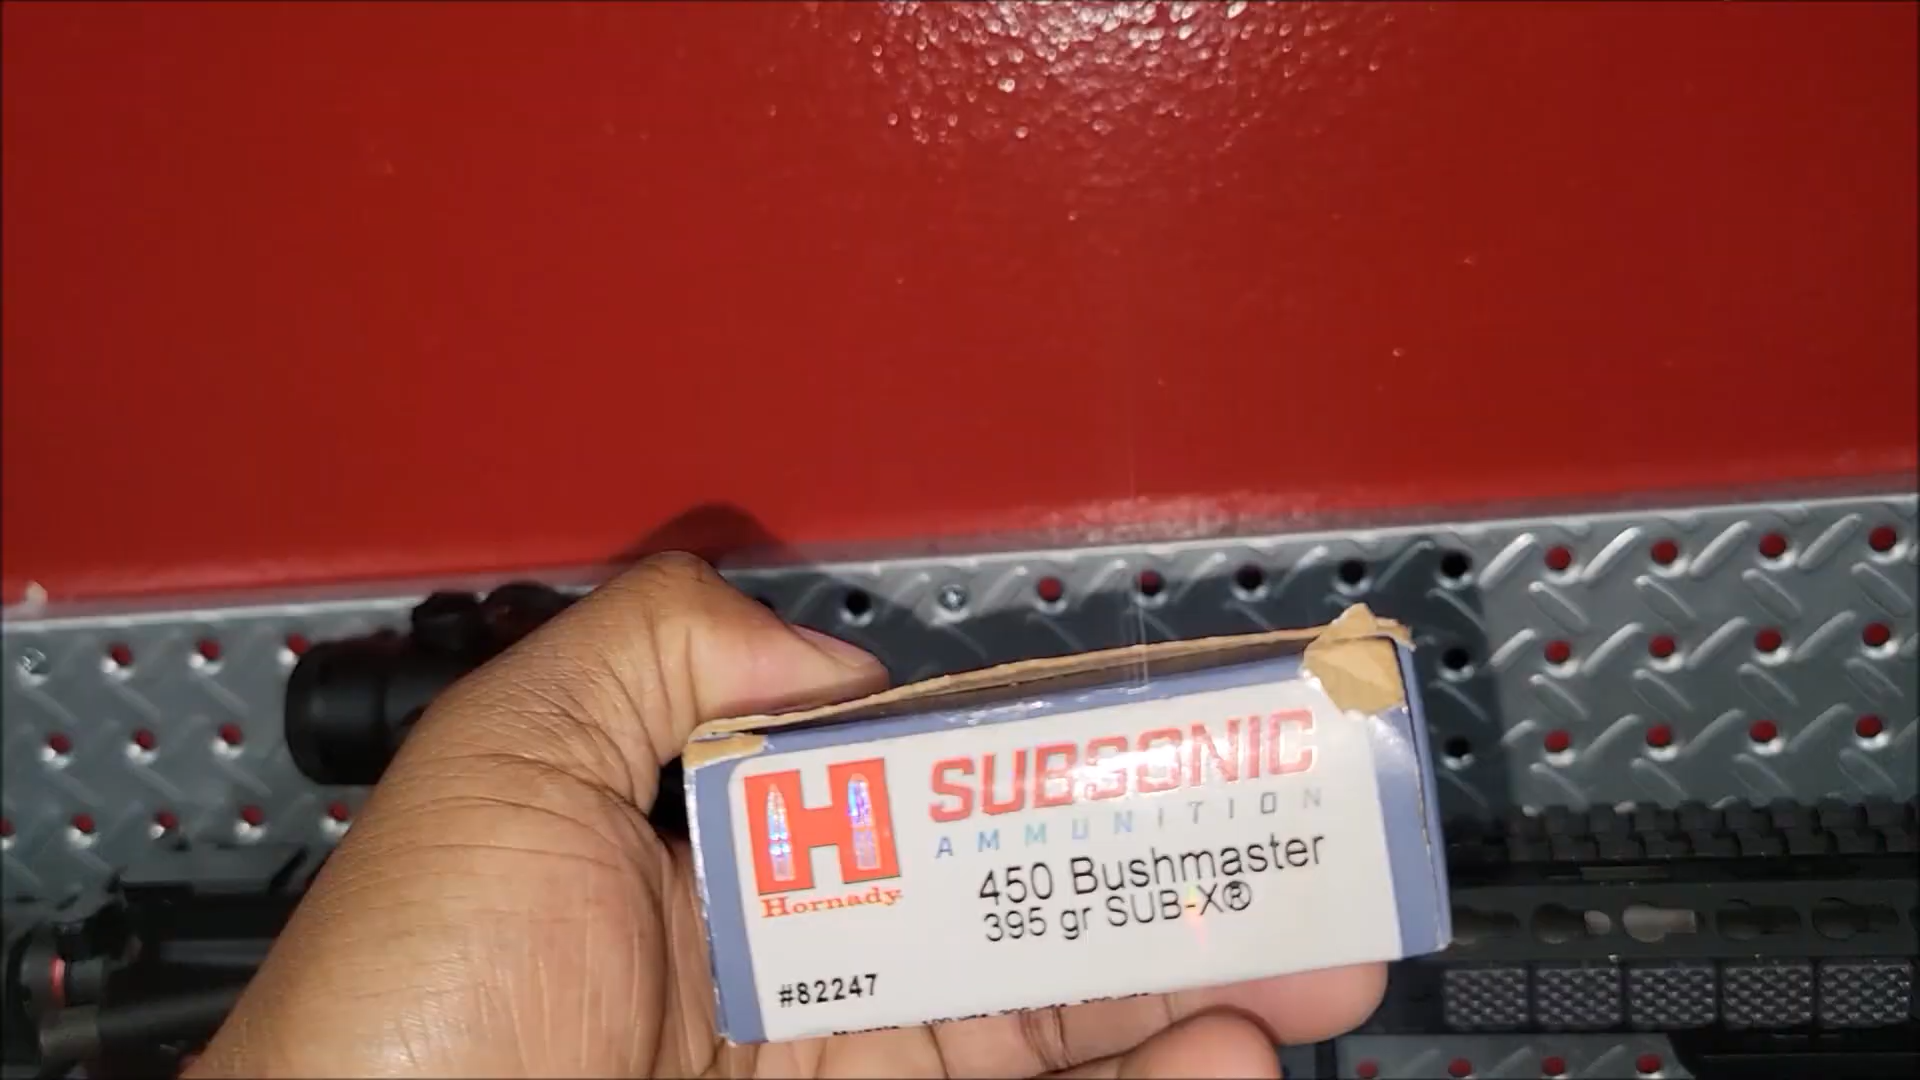 SUBSONIC
AMMUNITION
Hornady
450 Bushmaster
395 gr SUB-X®
#82247